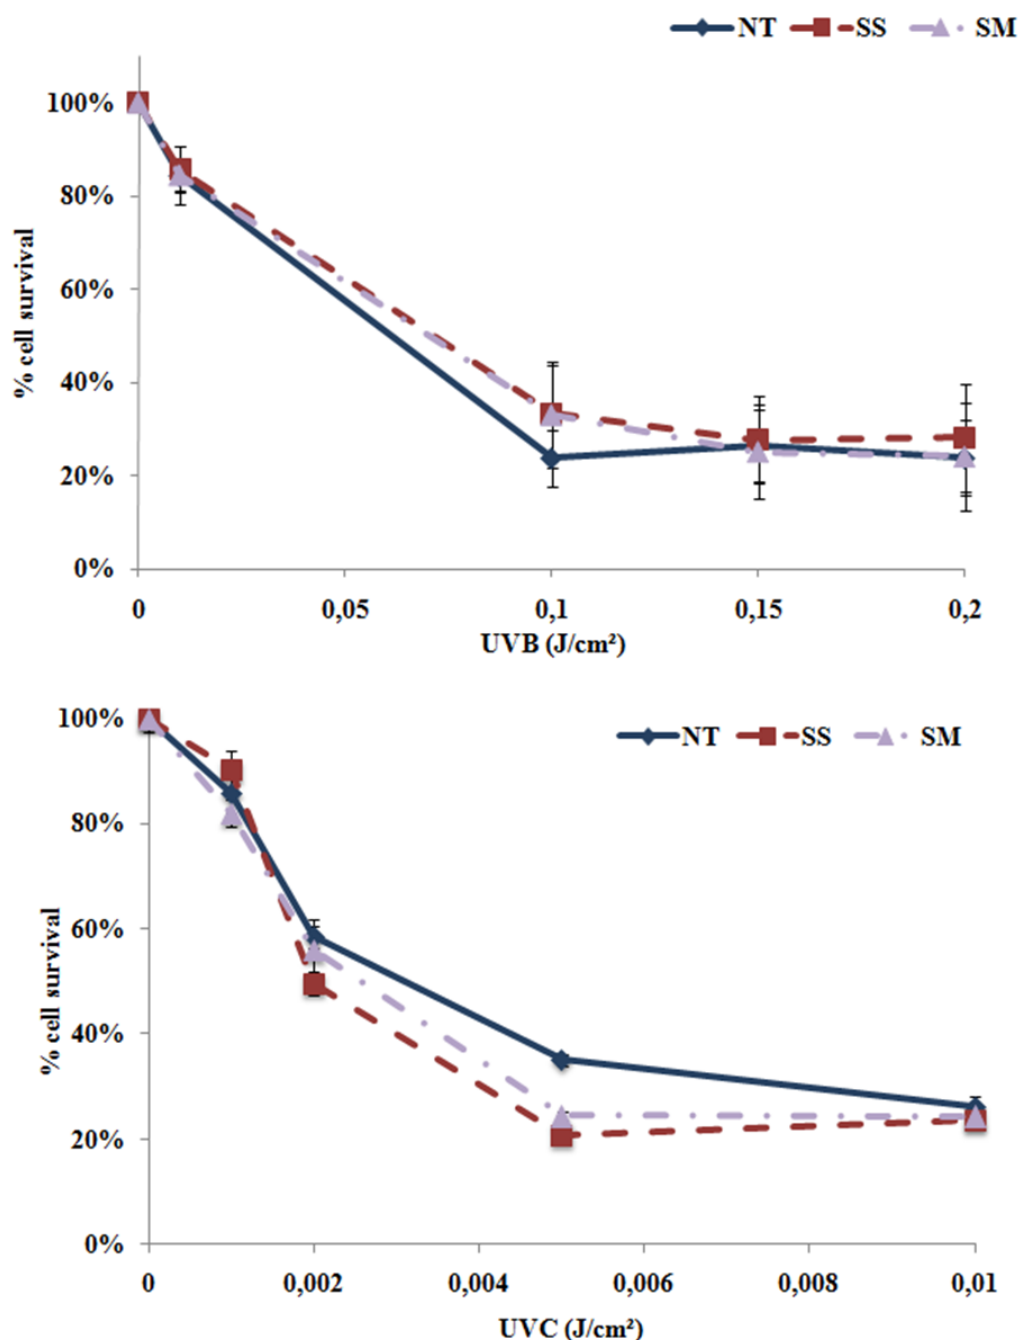 NT SS SM
100%
80%
60%
40%
20%
0%
% cell survival
0 0,05 0,1 0,15 0,2
UVB (J/cm²)
NT SS SM
100%
80%
60%
40%
20%
0%
% cell survival
0 0,002 0,004 0,006 0,008 0,01
UVC (J/cm²)